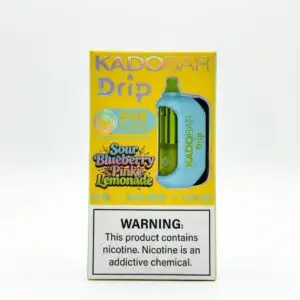 KADOBAR
Drip
Sour
Blueberry
Pink
Lemonade
KADOBAR
Drip
WARNING:
This product contains
nicotine. Nicotine is an
addictive chemical.